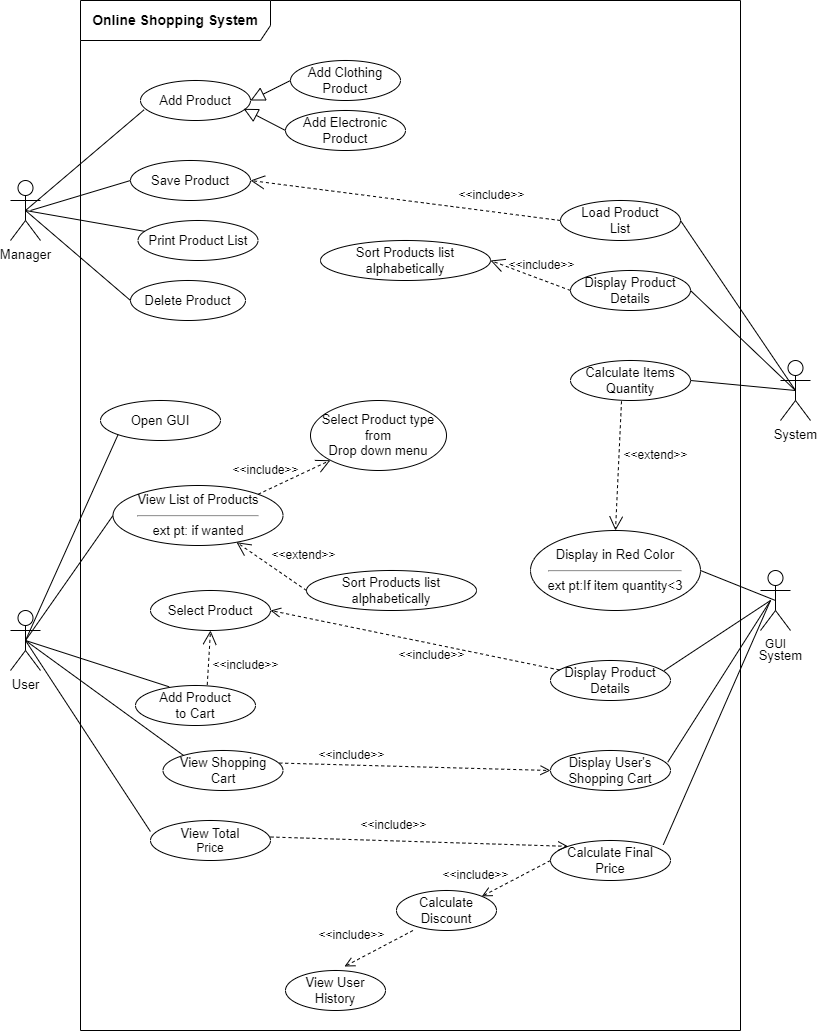 Online Shopping System
Add Clothing
Product
Add Product
Add Electronic
Product
Save Product
<<include>>
Load Product
List
Manager
Print Product List
Sort Products list
alphabetically
<<include>>
Display Product
Details
Delete Product
Calculate Items
Quantity
System
Open GUI
Select Product type
from
Drop down menu
<<extend>>
<<include>>
View List of Products
ext pt: if wanted
<<extend>>
Display in Red Color
ext pt:If item quantity<3
Sort Products list
alphabetically
Select Product
GUI
System
<<include>>
<<include>>
User
Display Product
Details
Add Product
to Cart
<<include>>
View Shopping
Cart
Display User's
Shopping Cart
<<include>>
View Total
Price
Calculate Final
Price
<<include>>
Calculate
Discount
<<include>>
View User
History